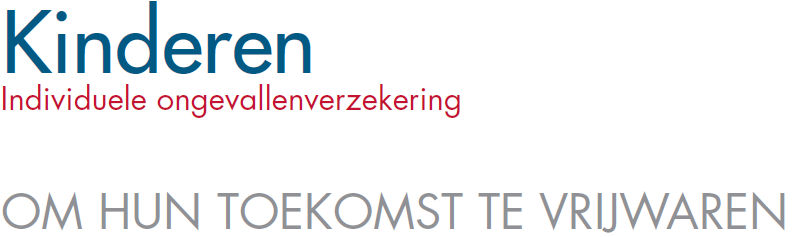 Kinderen
Individuele ongevallenverzekering
OM HUN TOEKOMST TE VRIJWAREN